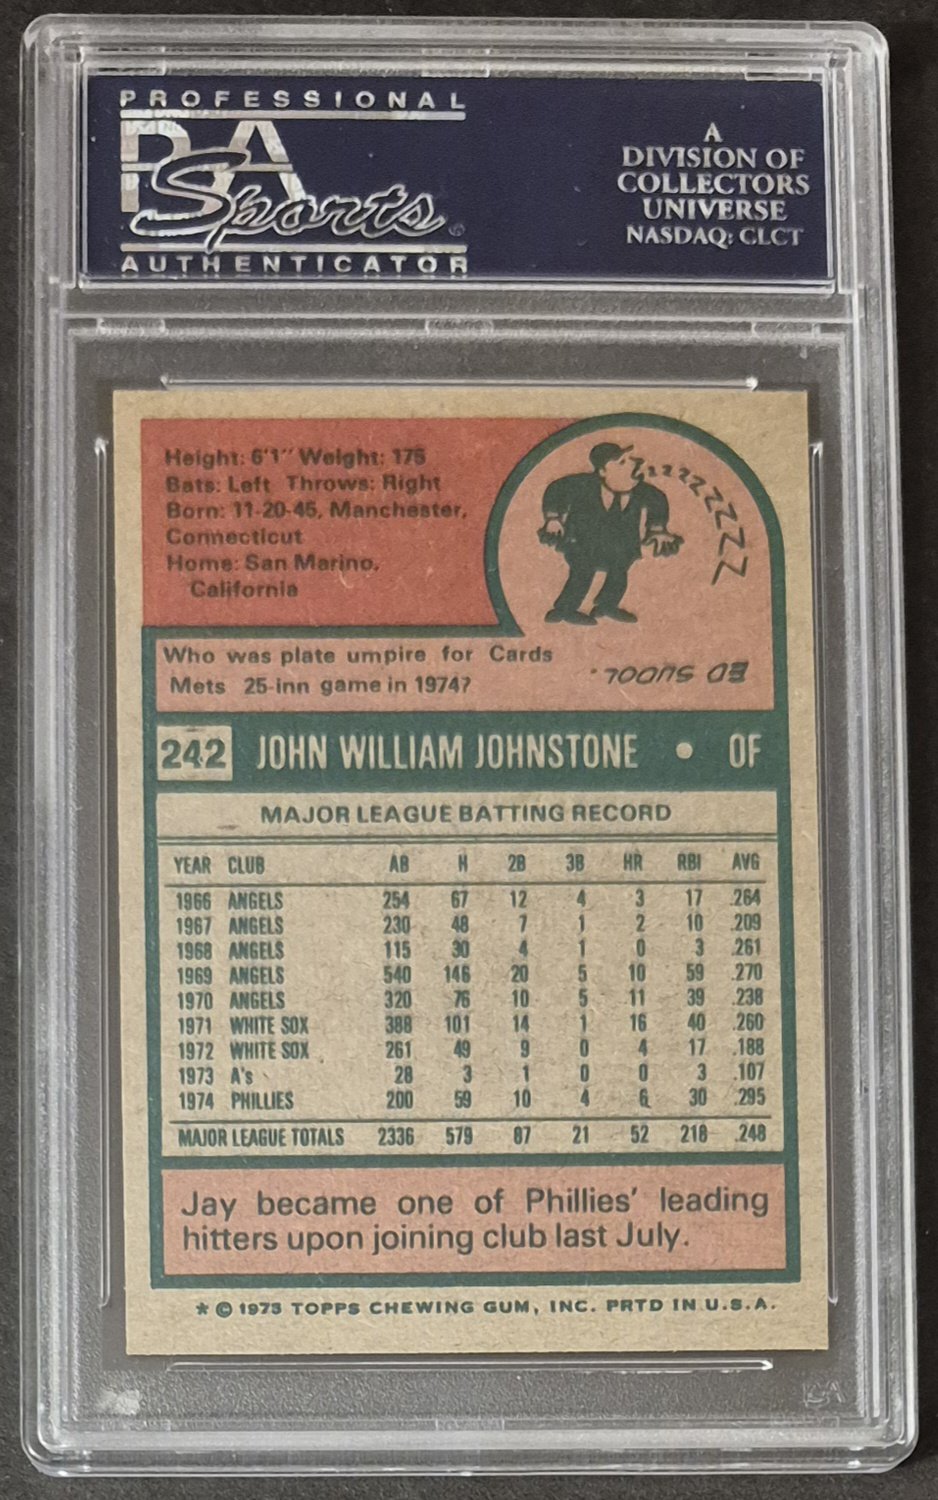 PROFESSIONAL
PSA
Sports
AUTHENTICATOR
A
DIVISION OF
COLLECTORS
UNIVERSE
NASDAQ: CLCT
Height: 6'1" Weight: 175
Bats: Left Throws: Right
Born: 11-20-45, Manchester,
Connecticut
Home: San Marino,
California
ZZZZZZZZZZ
Who was plate umpire for Cards
Mets 25-inn game in 1974?
ED SUDOL.
242 JOHN WILLIAM JOHNSTONE • OF
MAJOR LEAGUE BATTING RECORD
YEAR CLUB AB H 2B 3B HR RBI AVG
1966 ANGELS 254 67 12 4 3 17 .264
1967 ANGELS 230 48 7 1 2 10 .209
1968 ANGELS 115 30 4 1 0 3 .261
1969 ANGELS 540 146 20 5 10 59 .270
1970 ANGELS 320 76 10 5 11 39 .238
1971 WHITE SOX 388 101 14 1 16 40 .260
1972 WHITE SOX 261 49 9 0 4 17 .188
1973 A's 28 3 1 0 0 3 .107
1974 PHILLIES 200 59 10 4 6 30 .295
MAJOR LEAGUE TOTALS 2336 579 87 21 52 218 .248
Jay became one of Phillies' leading
hitters upon joining club last July.
* © 1975 TOPPS CHEWING GUM, INC. PRTD IN U.S.A.
PSA